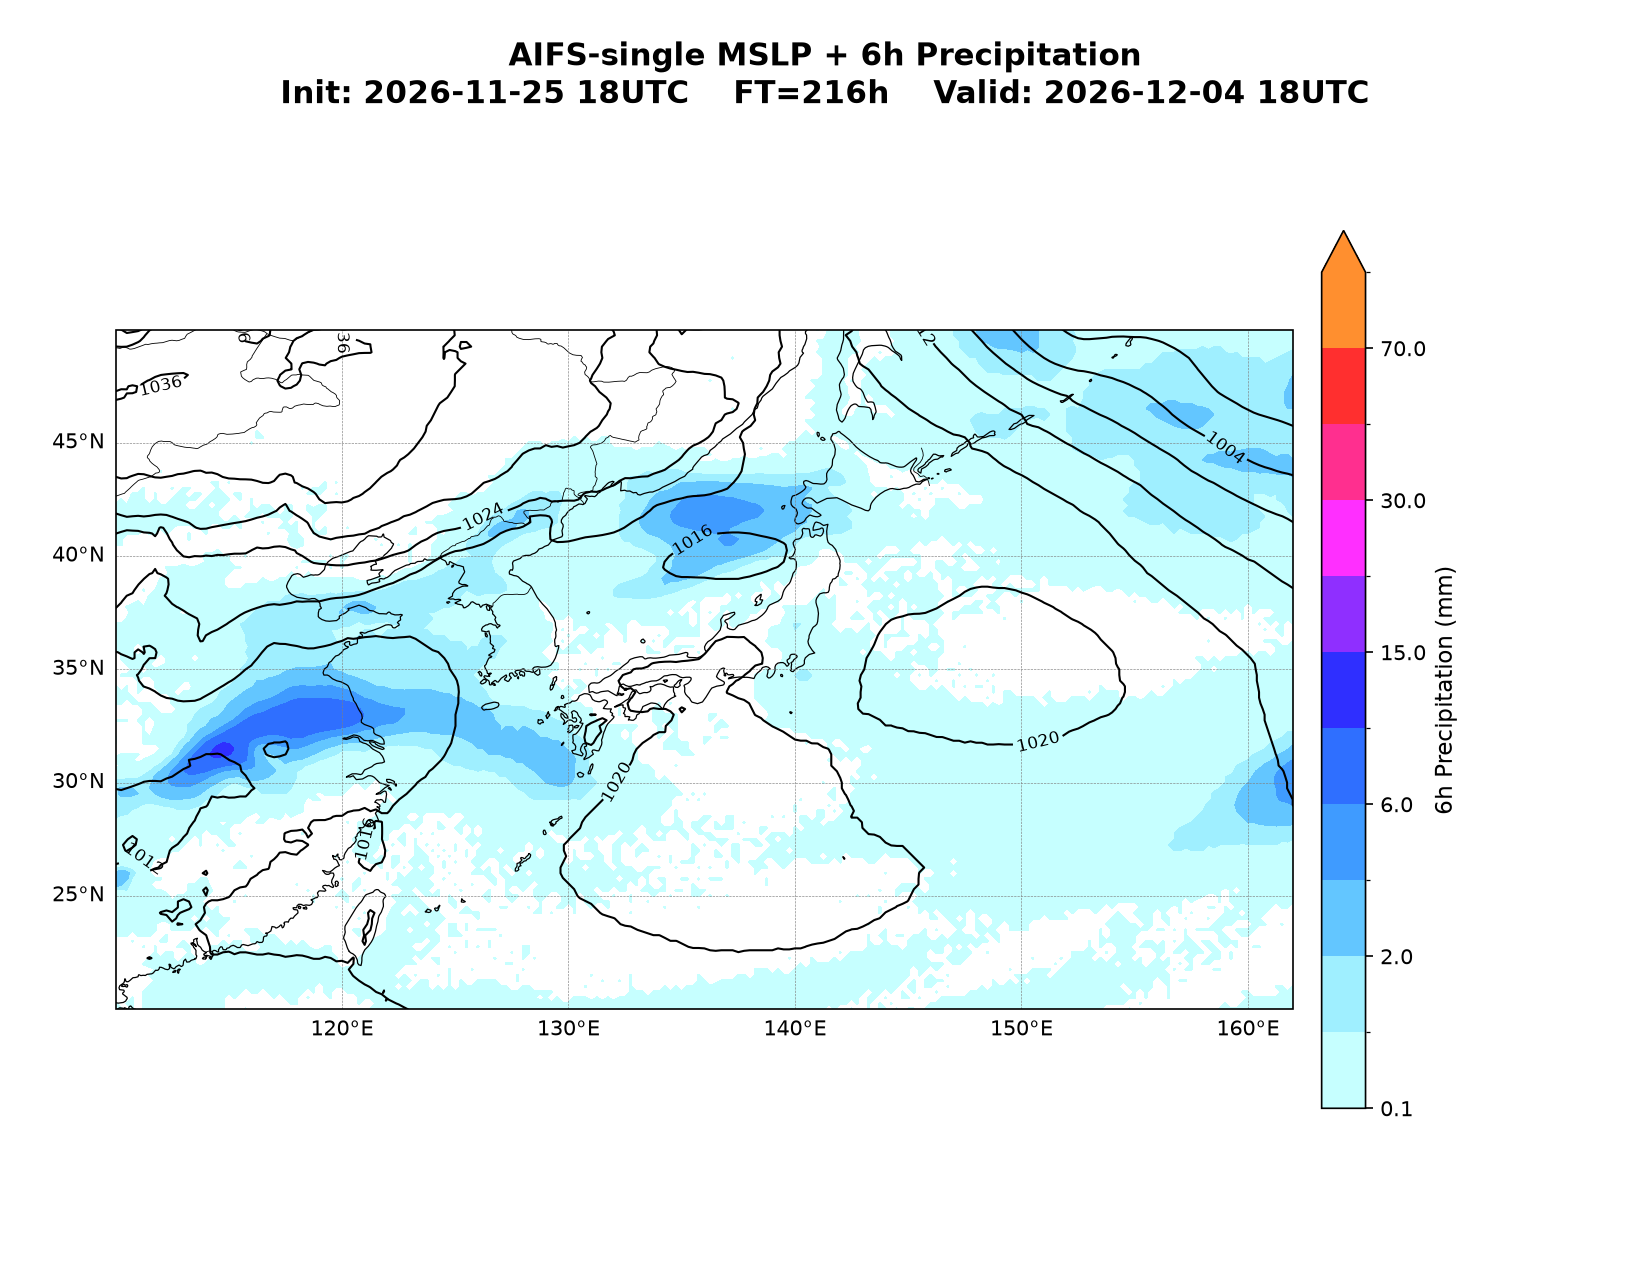 AIFS-single MSLP + 6h Precipitation
Init: 2026-11-25 18UTC    FT=216h    Valid: 2026-12-04 18UTC
1036
36
1024
1016
1004
1020
1020
1016
1012
45°N
40°N
35°N
30°N
25°N
120°E
130°E
140°E
150°E
160°E
70.0
30.0
15.0
6.0
2.0
0.1
6h Precipitation (mm)